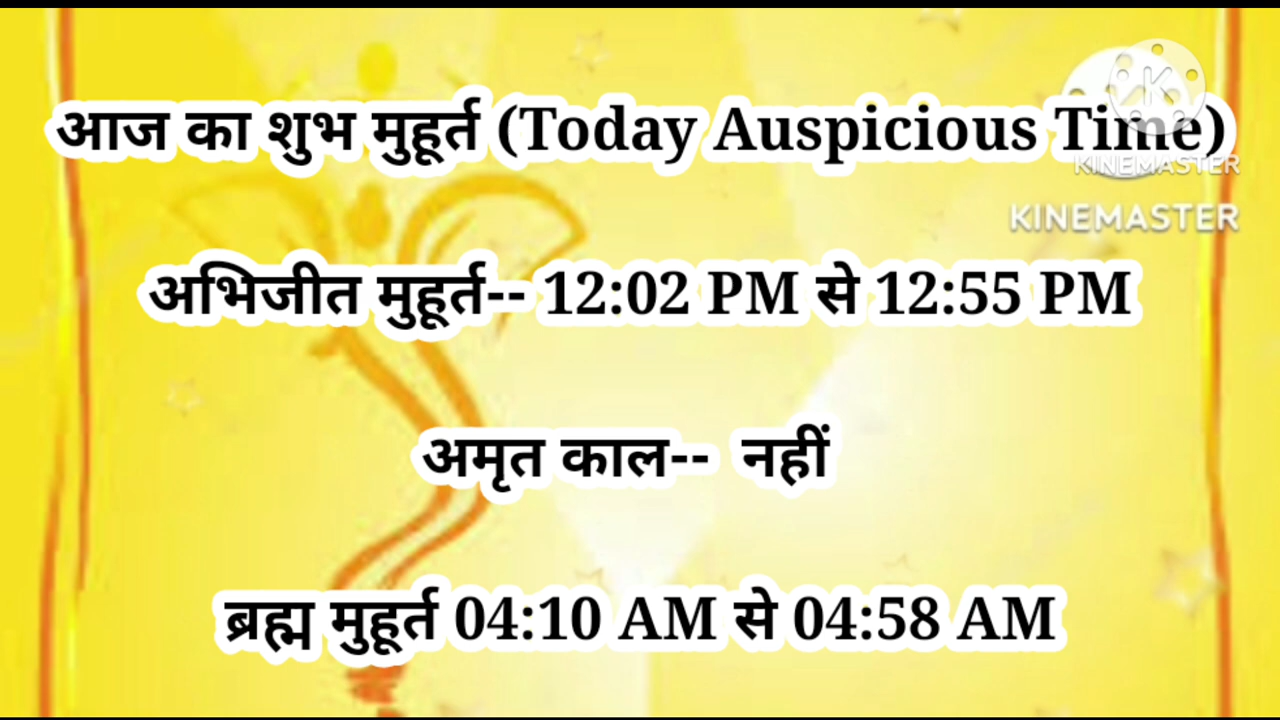 आज का शुभ मुहूर्त (Today Auspicious Time)
KINEMASTER
KINEMASTER
अभिजीत मुहूर्त-- 12:02 PM से 12:55 PM
अमृत काल-- नहीं
ब्रह्म मुहूर्त 04:10 AM से 04:58 AM